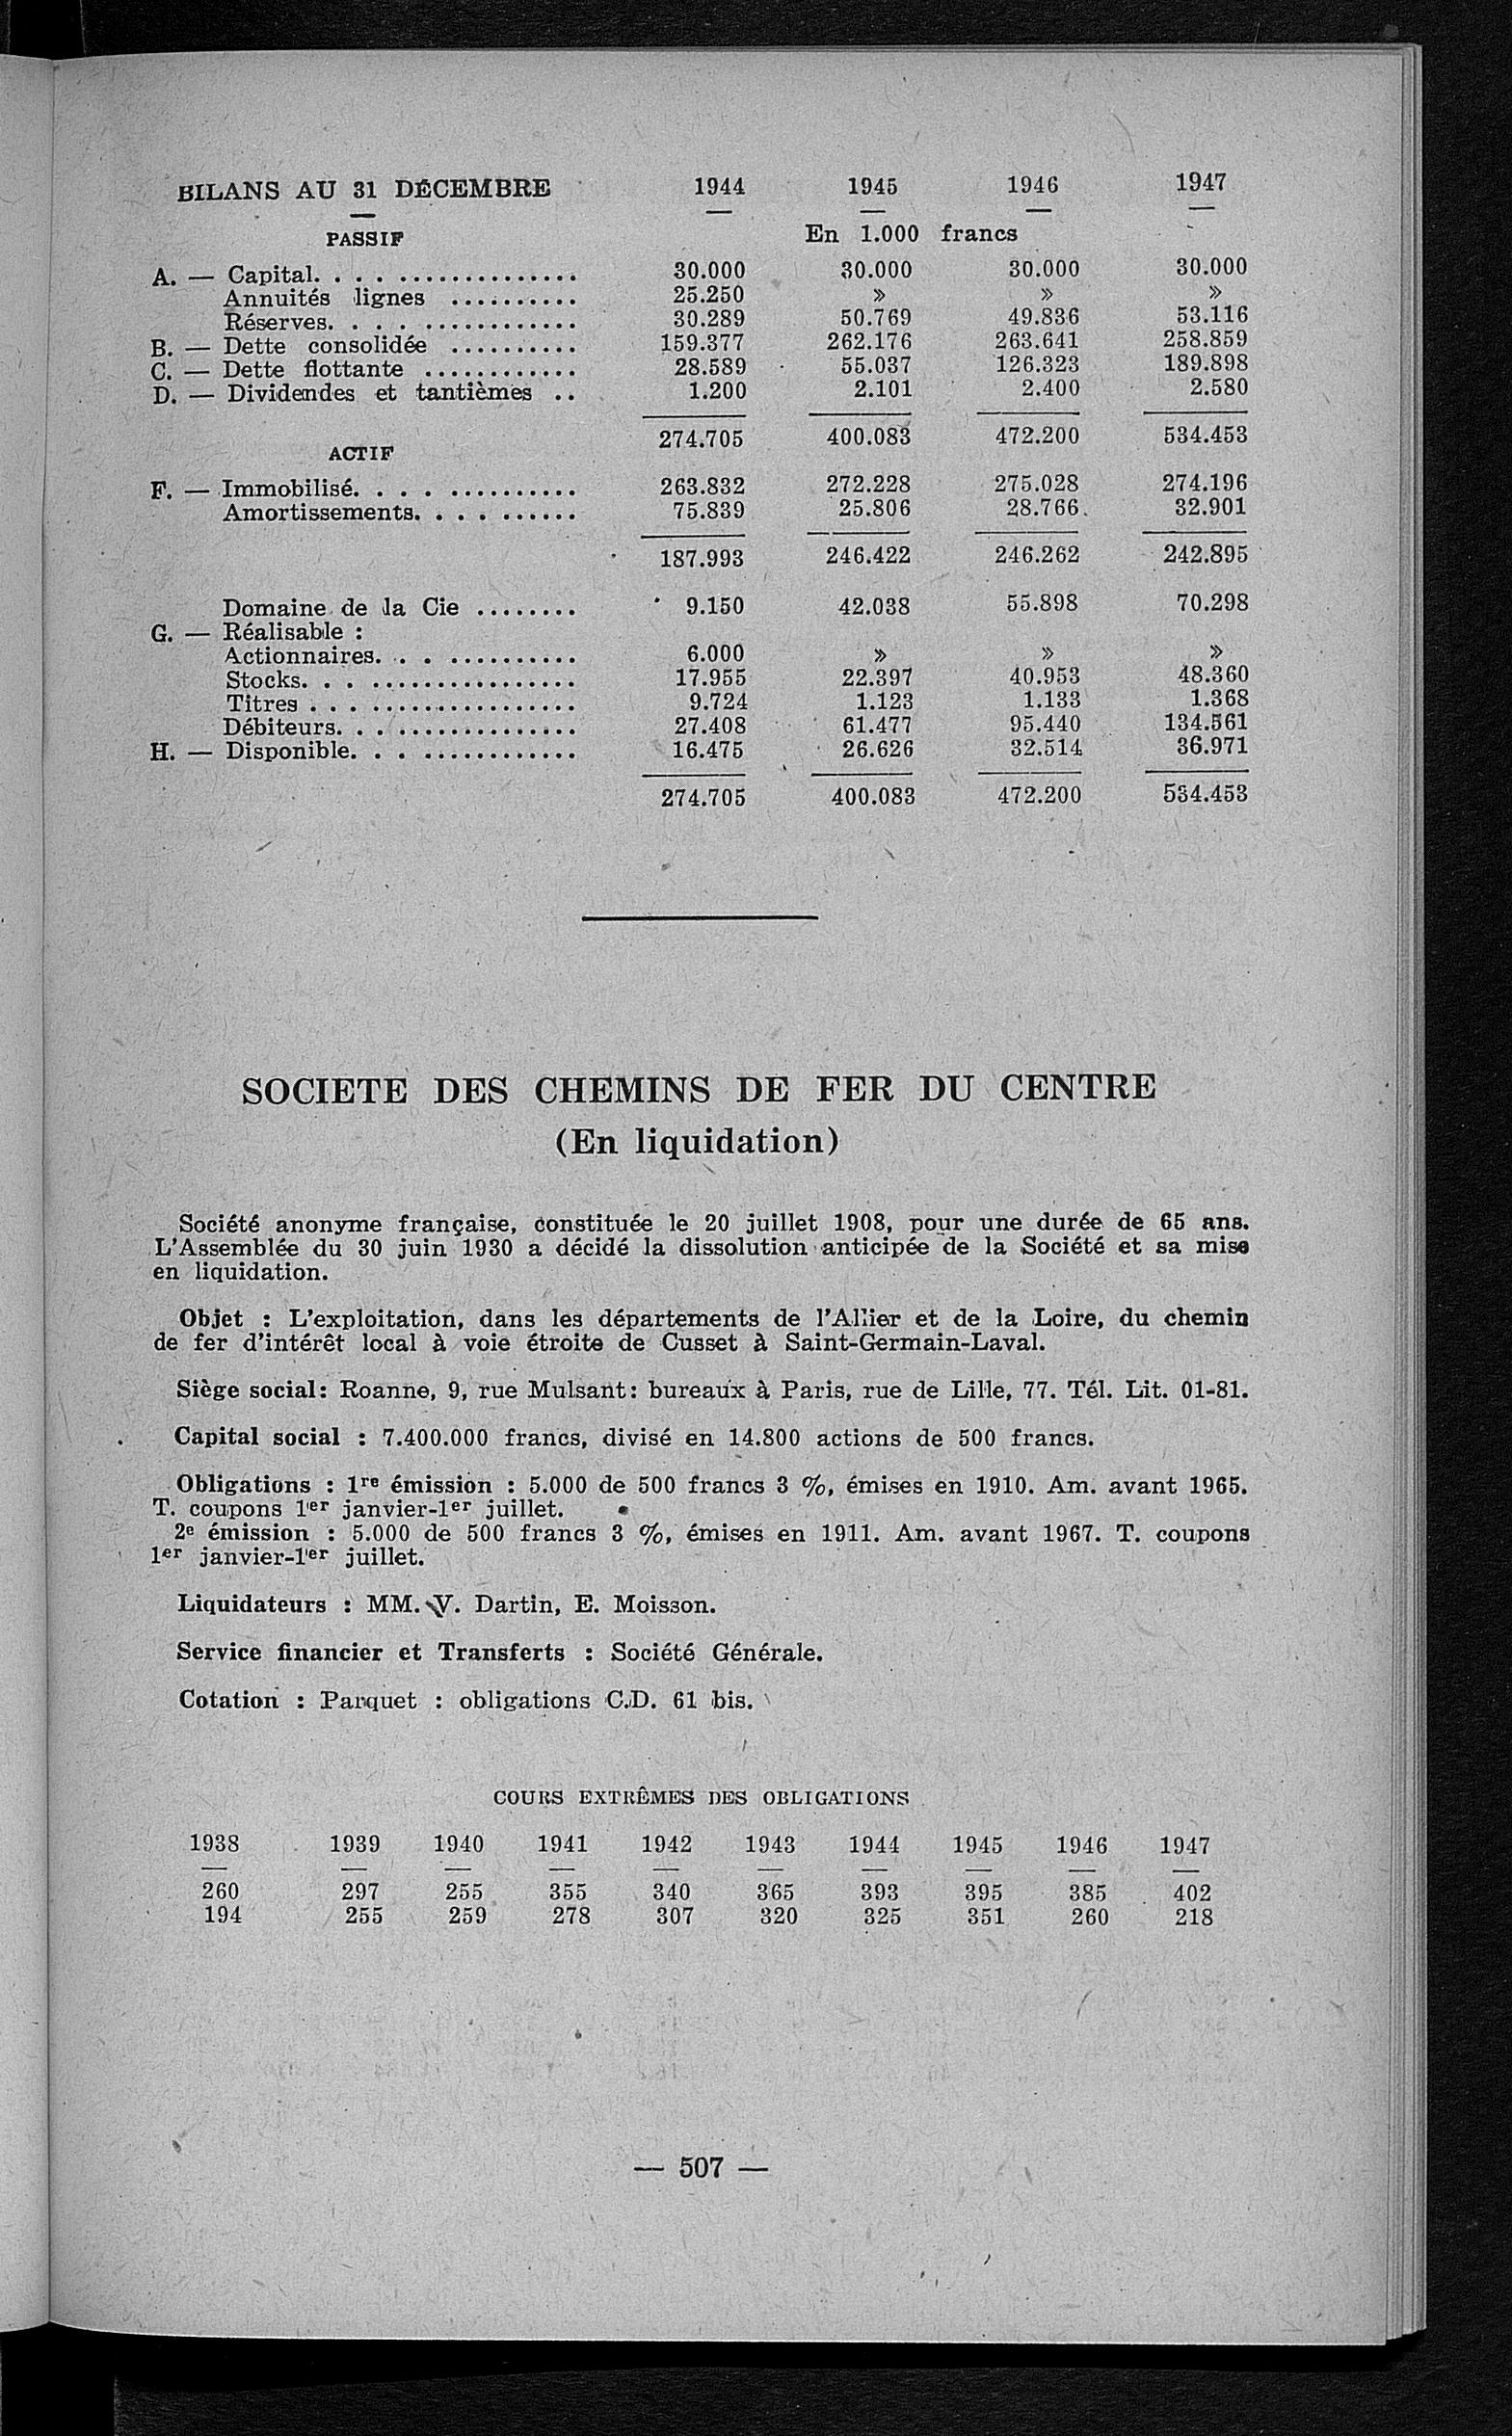 BILANS AU 31 DÉCEMBRE 1944 1945 1946 1947
PASSIF En 1.000 francs
A. — Capital. . . . ................ 30.000 30.000 30.000 30.000
Annuités lignes .......... 25.250 » » »
Réserves. . . . ............. 30.289 50.769 49.836 53.116
B. — Dette consolidée .......... 159.377 262.176 263.641 258.859
C. — Dette flottante ............ 28.589 55.037 126.323 189.898
D. — Dividendes et tantièmes .. 1.200 2.101 2.400 2.580
274.705 400.083 472.200 534.453
ACTIF
F. — Immobilisé. . . . ............. 263.832 272.228 275.028 274.196
Amortissements. . . . .......... 75.839 25.806 28.766 32.901
187.993 246.422 246.262 242.895
Domaine de la Cie ........ 9.150 42.038 55.898 70.298
G. — Réalisable :
Actionnaires. . . ........... 6.000 » » »
Stocks. . . ................. 17.955 22.397 40.953 48.360
Titres . . . .................. 9.724 1.123 1.133 1.368
Débiteurs. . . ............... 27.408 61.477 95.440 134.561
H. — Disponible. . . ............. 16.475 26.626 32.514 36.971
274.705 400.083 472.200 534.453
SOCIETE DES CHEMINS DE FER DU CENTRE
(En liquidation)
Société anonyme française, constituée le 20 juillet 1908, pour une durée de 65 ans.
L'Assemblée du 30 juin 1930 a décidé la dissolution anticipée de la Société et sa mise
en liquidation.
Objet : L'exploitation, dans les départements de l'Allier et de la Loire, du chemin
de fer d'intérêt local à voie étroite de Cusset à Saint-Germain-Laval.
Siège social: Roanne, 9, rue Mulsant: bureaux à Paris, rue de Lille, 77. Tél. Lit. 01-81.
Capital social : 7.400.000 francs, divisé en 14.800 actions de 500 francs.
Obligations : 1re émission : 5.000 de 500 francs 3 %, émises en 1910. Am. avant 1965.
T. coupons 1er janvier-1er juillet.
2e émission : 5.000 de 500 francs 3 %, émises en 1911. Am. avant 1967. T. coupons
1er janvier-1er juillet.
Liquidateurs : MM. V. Dartin, E. Moisson.
Service financier et Transferts : Société Générale.
Cotation : Parquet : obligations C.D. 61 bis.
COURS EXTRÊMES DES OBLIGATIONS
1938 1939 1940 1941 1942 1943 1944 1945 1946 1947
260 297 255 355 340 365 393 395 385 402
194 255 259 278 307 320 325 351 260 218
— 507 —